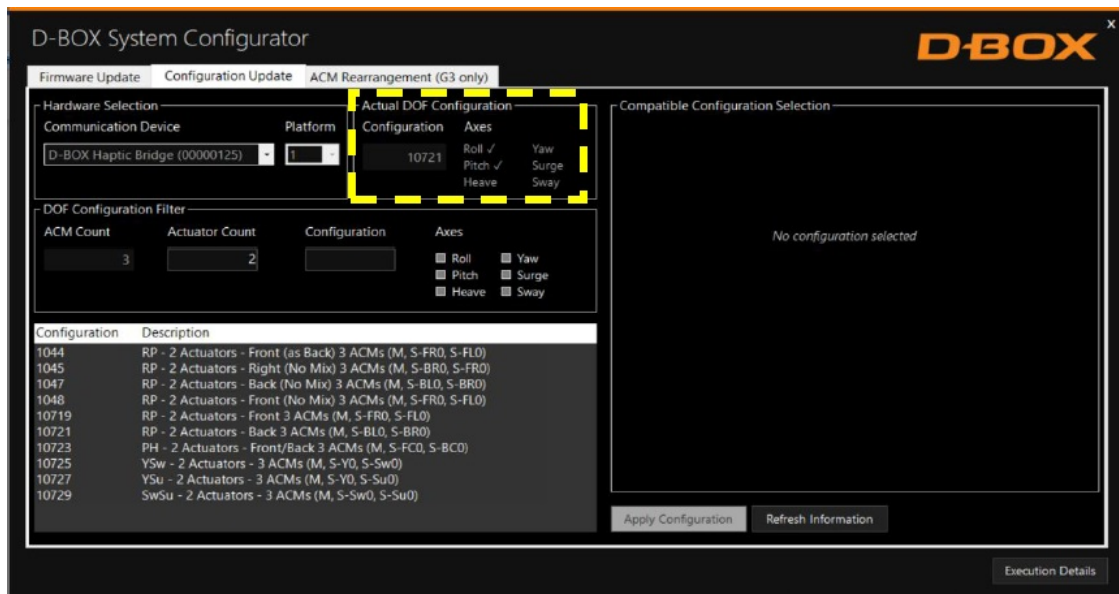 D-BOX System Configurator
D-BOX
x
Firmware Update Configuration Update ACM Rearrangement (G3 only)
Hardware Selection
Communication Device Platform
D-BOX Haptic Bridge (00000125) 1
Actual DOF Configuration
Configuration Axes
10721
Roll ✓ Yaw
Pitch ✓ Surge
Heave Sway
DOF Configuration Filter
ACM Count Actuator Count Configuration Axes
3 2
Roll Yaw
Pitch Surge
Heave Sway
Configuration Description
1044 RP - 2 Actuators - Front (as Back) 3 ACMs (M, S-FR0, S-FL0)
1045 RP - 2 Actuators - Right (No Mix) 3 ACMs (M, S-BR0, S-FR0)
1047 RP - 2 Actuators - Back (No Mix) 3 ACMs (M, S-BL0, S-BR0)
1048 RP - 2 Actuators - Front (No Mix) 3 ACMs (M, S-FR0, S-FL0)
10719 RP - 2 Actuators - Front 3 ACMs (M, S-FR0, S-FL0)
10721 RP - 2 Actuators - Back 3 ACMs (M, S-BL0, S-BR0)
10723 PH - 2 Actuators - Front/Back 3 ACMs (M, S-FC0, S-BC0)
10725 YSw - 2 Actuators - 3 ACMs (M, S-Y0, S-Sw0)
10727 YSu - 2 Actuators - 3 ACMs (M, S-Y0, S-Su0)
10729 SwSu - 2 Actuators - 3 ACMs (M, S-Sw0, S-Su0)
Compatible Configuration Selection
No configuration selected
Apply Configuration Refresh Information
Execution Details